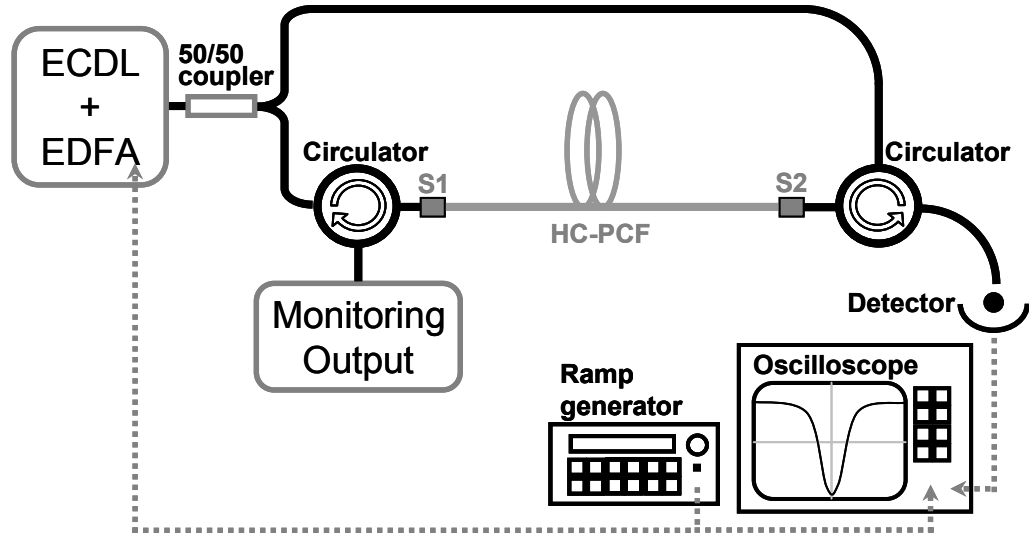 ECDL
+
EDFA
50/50
coupler
Circulator
S1
HC-PCF
S2
Circulator
Monitoring
Output
Detector
Ramp
generator
Oscilloscope